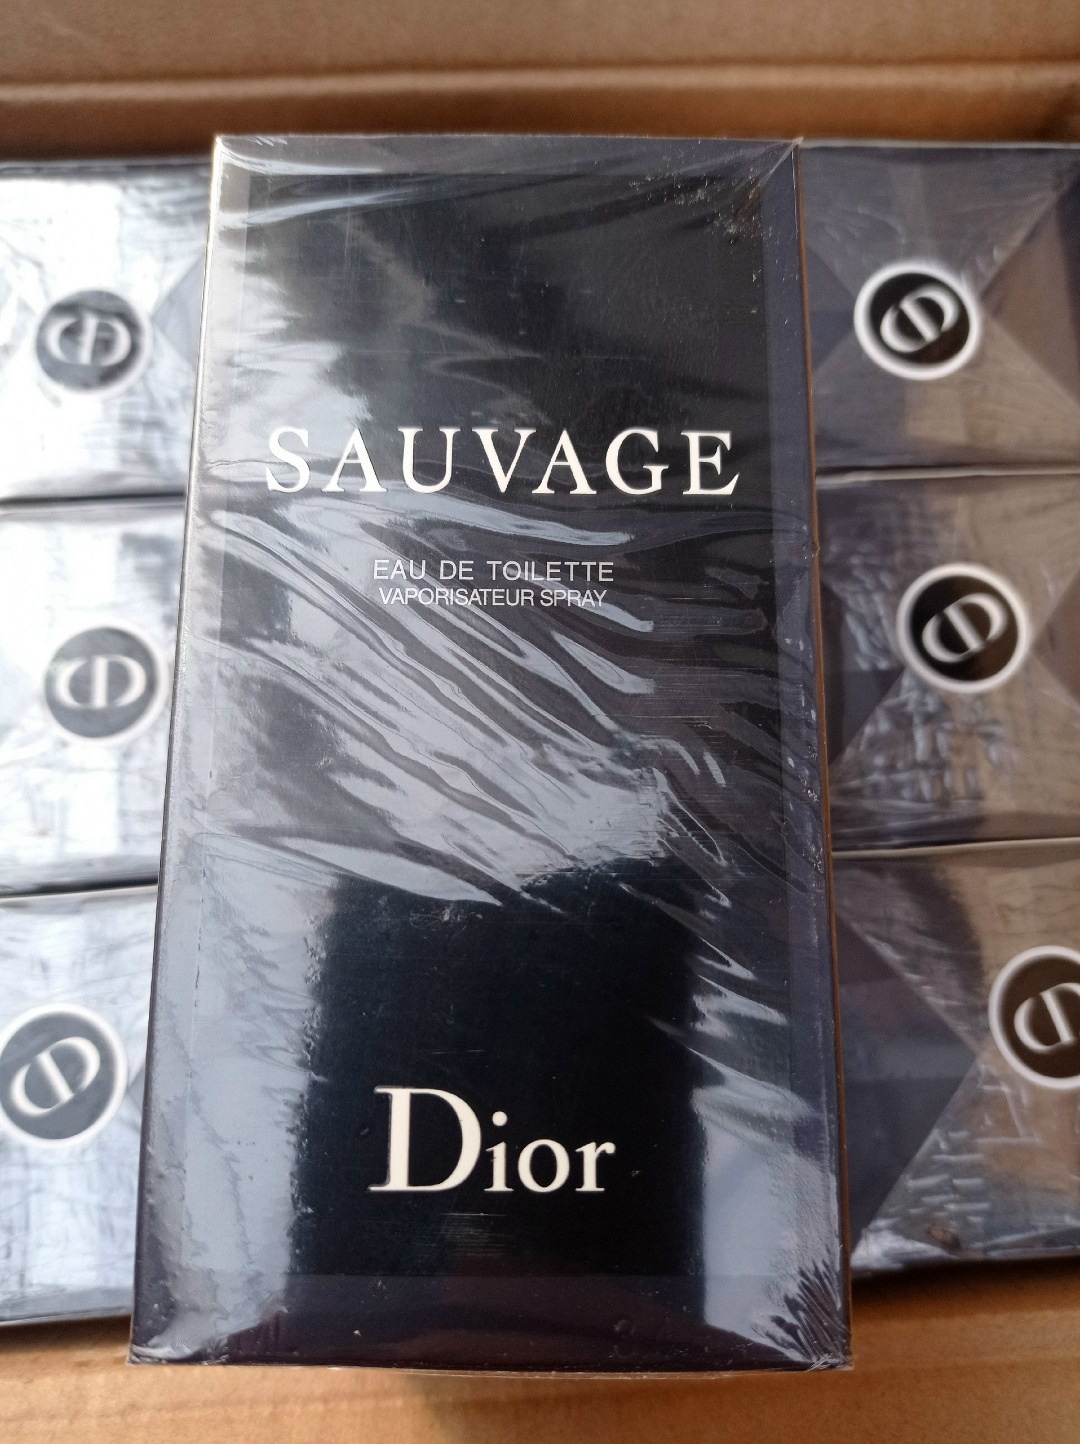 SAUVAGE
EAU DE TOILETTE
VAPORISATEUR SPRAY
Dior